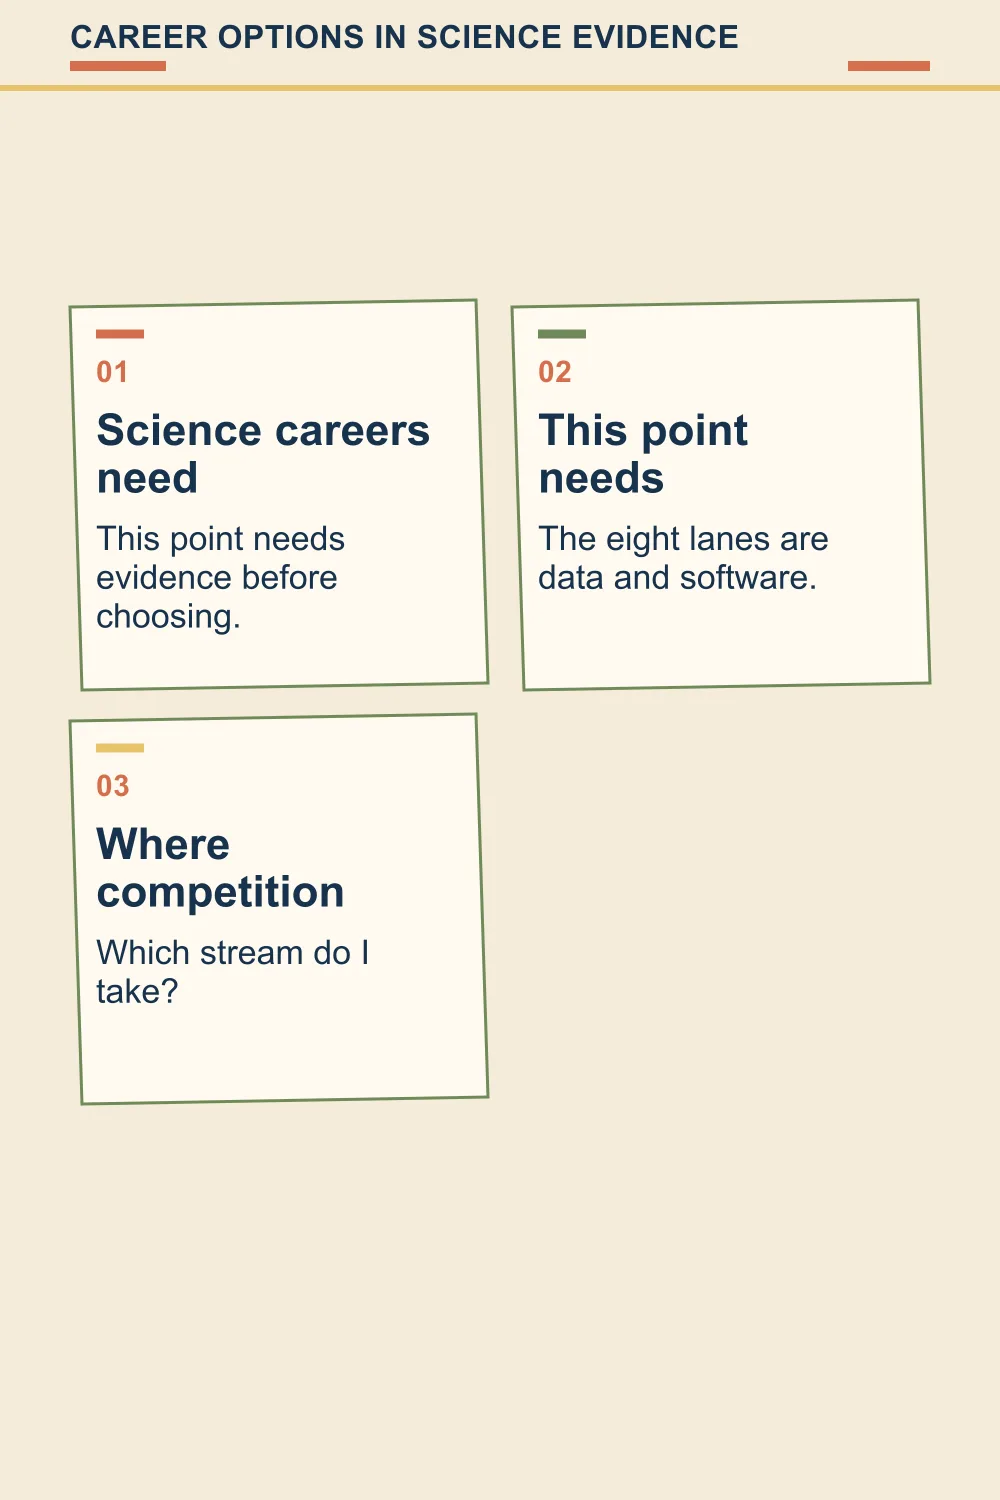 CAREER OPTIONS IN SCIENCE EVIDENCE
01
Science careers
need
This point needs
evidence before
choosing.
02
This point
needs
The eight lanes are
data and software.
03
Where
competition
Which stream do I
take?